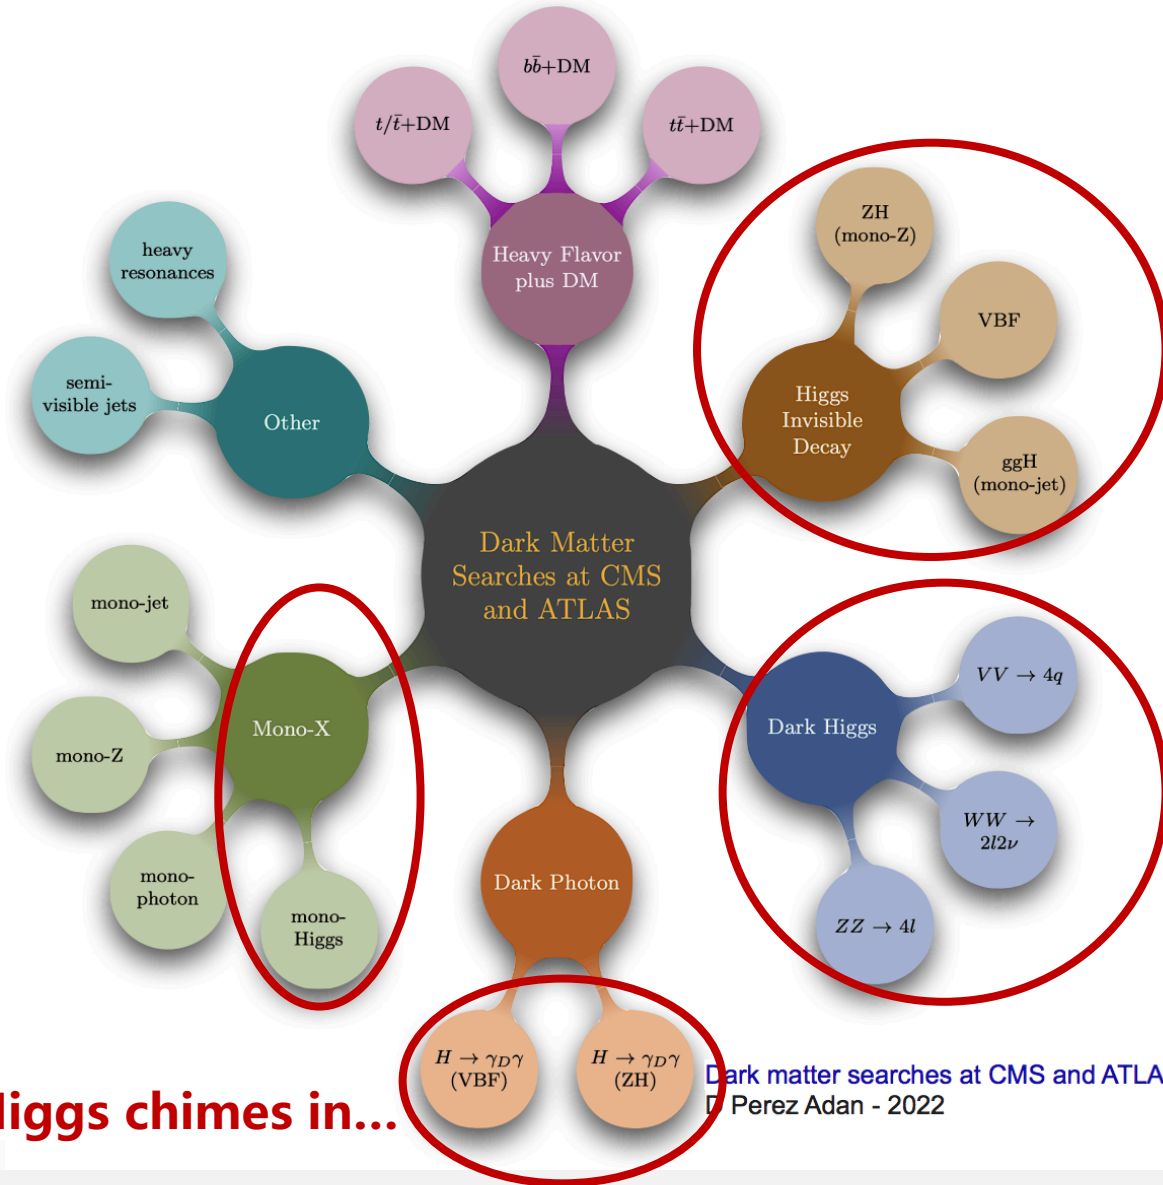 bb̄+DM
t/t̄+DM
tt̄+DM
Heavy Flavor
plus DM
ZH
(mono-Z)
VBF
ggH
(mono-jet)
Higgs
Invisible
Decay
heavy
resonances
semi-
visible jets
Other
Dark Matter
Searches at CMS
and ATLAS
mono-jet
mono-Z
mono-
photon
mono-
Higgs
Mono-X
Dark Higgs
VV → 4q
WW →
2l2ν
ZZ → 4l
Dark Photon
H → γ_Dγ
(VBF)
H → γ_Dγ
(ZH)
iggs chimes in...
Dark matter searches at CMS and ATLA
D Perez Adan - 2022